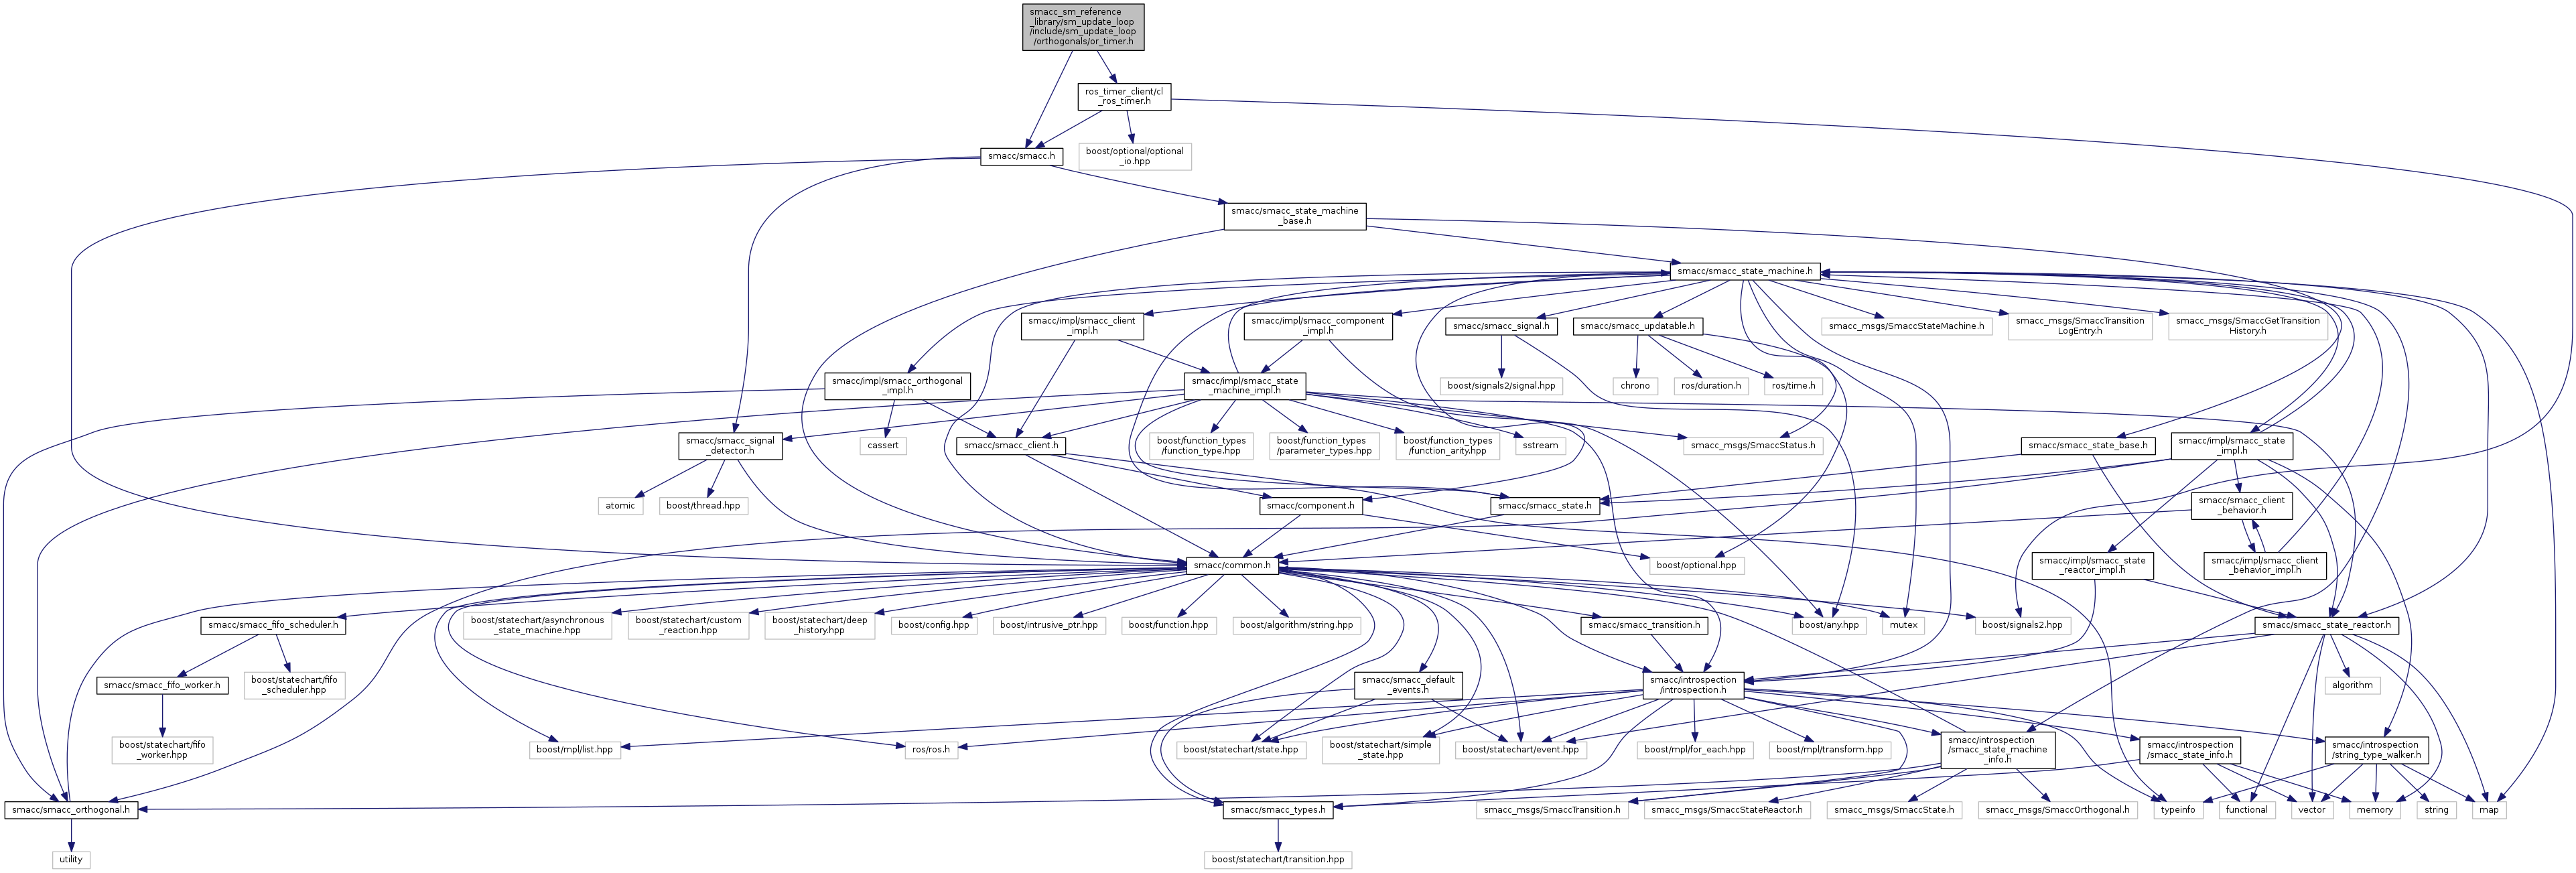 smacc_sm_reference
_library/sm_update_loop
/include/sm_update_loop
/orthogonals/or_timer.h
ros_timer_client/cl
_ros_timer.h
smacc/smacc.h
boost/optional/optional
_io.hpp
smacc/smacc_state_machine
_base.h
smacc/smacc_state_machine.h
smacc/impl/smacc_client
_impl.h
smacc/impl/smacc_component
_impl.h
smacc/smacc_signal.h
smacc/smacc_updatable.h
smacc_msgs/SmaccStateMachine.h
smacc_msgs/SmaccTransition
LogEntry.h
smacc_msgs/SmaccGetTransition
History.h
smacc/impl/smacc_orthogonal
_impl.h
smacc/impl/smacc_state
_machine_impl.h
boost/signals2/signal.hpp
chrono
ros/duration.h
ros/time.h
smacc/smacc_signal
_detector.h
cassert
smacc/smacc_client.h
boost/function_types
/function_type.hpp
boost/function_types
/parameter_types.hpp
boost/function_types
/function_arity.hpp
sstream
smacc_msgs/SmaccStatus.h
smacc/smacc_state_base.h
smacc/impl/smacc_state
_impl.h
atomic
boost/thread.hpp
smacc/component.h
smacc/smacc_state.h
smacc/smacc_client
_behavior.h
smacc/common.h
boost/optional.hpp
smacc/impl/smacc_state
_reactor_impl.h
smacc/impl/smacc_client
_behavior_impl.h
smacc/smacc_fifo_scheduler.h
boost/statechart/asynchronous
_state_machine.hpp
boost/statechart/custom
_reaction.hpp
boost/statechart/deep
_history.hpp
boost/config.hpp
boost/intrusive_ptr.hpp
boost/function.hpp
boost/algorithm/string.hpp
smacc/smacc_transition.h
boost/any.hpp
mutex
boost/signals2.hpp
smacc/smacc_state_reactor.h
smacc/smacc_fifo_worker.h
boost/statechart/fifo
_scheduler.hpp
smacc/smacc_default
_events.h
smacc/introspection
/introspection.h
algorithm
boost/statechart/fifo
_worker.hpp
boost/mpl/list.hpp
ros/ros.h
boost/statechart/state.hpp
boost/statechart/simple
_state.hpp
boost/statechart/event.hpp
boost/mpl/for_each.hpp
boost/mpl/transform.hpp
smacc/introspection
/smacc_state_machine
_info.h
smacc/introspection
/smacc_state_info.h
smacc/introspection
/string_type_walker.h
smacc/smacc_orthogonal.h
smacc/smacc_types.h
smacc_msgs/SmaccTransition.h
smacc_msgs/SmaccStateReactor.h
smacc_msgs/SmaccState.h
smacc_msgs/SmaccOrthogonal.h
typeinfo
functional
vector
memory
string
map
utility
boost/statechart/transition.hpp